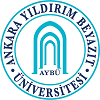 ANKARA YILDIRIM BEYAZIT
AYBÜ
ÜNİVERSİTESİ